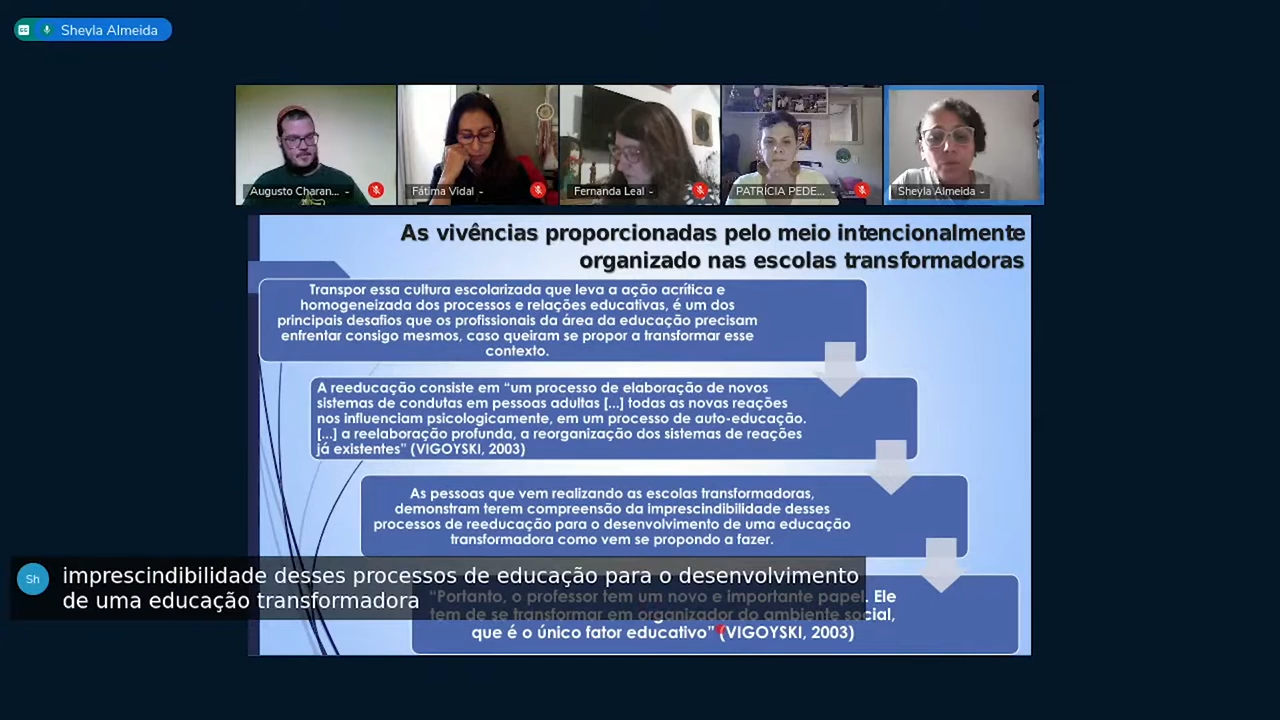 Sheyla Almeida
Augusto Charan...
Fátima Vidal
Fernanda Leal
PATRÍCIA PEDE...
Sheyla Almeida
As vivências proporcionadas pelo meio intencionalmente
organizado nas escolas transformadoras
Transpor essa cultura escolarizada que leva a ação acrítica e
homogeneizada dos processos e relações educativas, é um dos
principais desafios que os profissionais da área da educação precisam
enfrentar consigo mesmos, caso queiram se propor a transformar esse
contexto.
A reeducação consiste em “um processo de elaboração de novos
sistemas de condutas em pessoas adultas [...] todas as novas reações
nos influenciam psicologicamente, em um processo de auto-educação.
[...] a reelaboração profunda, a reorganização dos sistemas de reações
já existentes” (VIGOYSKI, 2003)
As pessoas que vem realizando as escolas transformadoras,
demonstram terem compreensão da imprescindibilidade desses
processos de reeducação para o desenvolvimento de uma educação
transformadora como vem se propondo a fazer.
Sh
imprescindibilidade desses processos de educação para o desenvolvimento
de uma educação transformadora
“Portanto, o professor tem um novo e importante papel. Ele
tem de se transformar em organizador do ambiente social,
que é o único fator educativo” (VIGOYSKI, 2003)